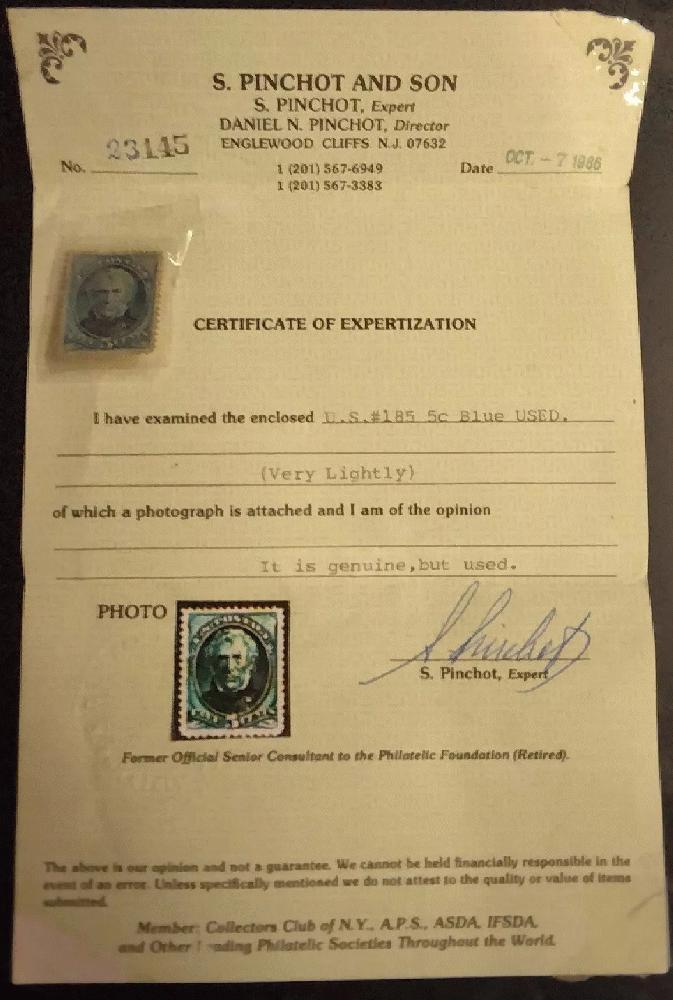 S. PINCHOT AND SON
S. PINCHOT, Expert
DANIEL N. PINCHOT, Director
ENGLEWOOD CLIFFS N.J. 07632
No. 23145
1 (201) 567-6949
1 (201) 567-3383
Date OCT. - 7 1986
CERTIFICATE OF EXPERTIZATION
I have examined the enclosed U.S.#185 5c Blue USED.
(Very Lightly)
of which a photograph is attached and I am of the opinion
It is genuine,but used.
PHOTO
S Pinchot
S. Pinchot, Expert
Former Official Senior Consultant to the Philatelic Foundation (Retired).
The above is our opinion and not a guarantee. We cannot be held financially responsible in the
event of an error. Unless specifically mentioned we do not attest to the quality or value of items
submitted.
Member: Collectors Club of N.Y., A.P.S., ASDA, IFSDA,
and Other Philatelic Societies Throughout the World.